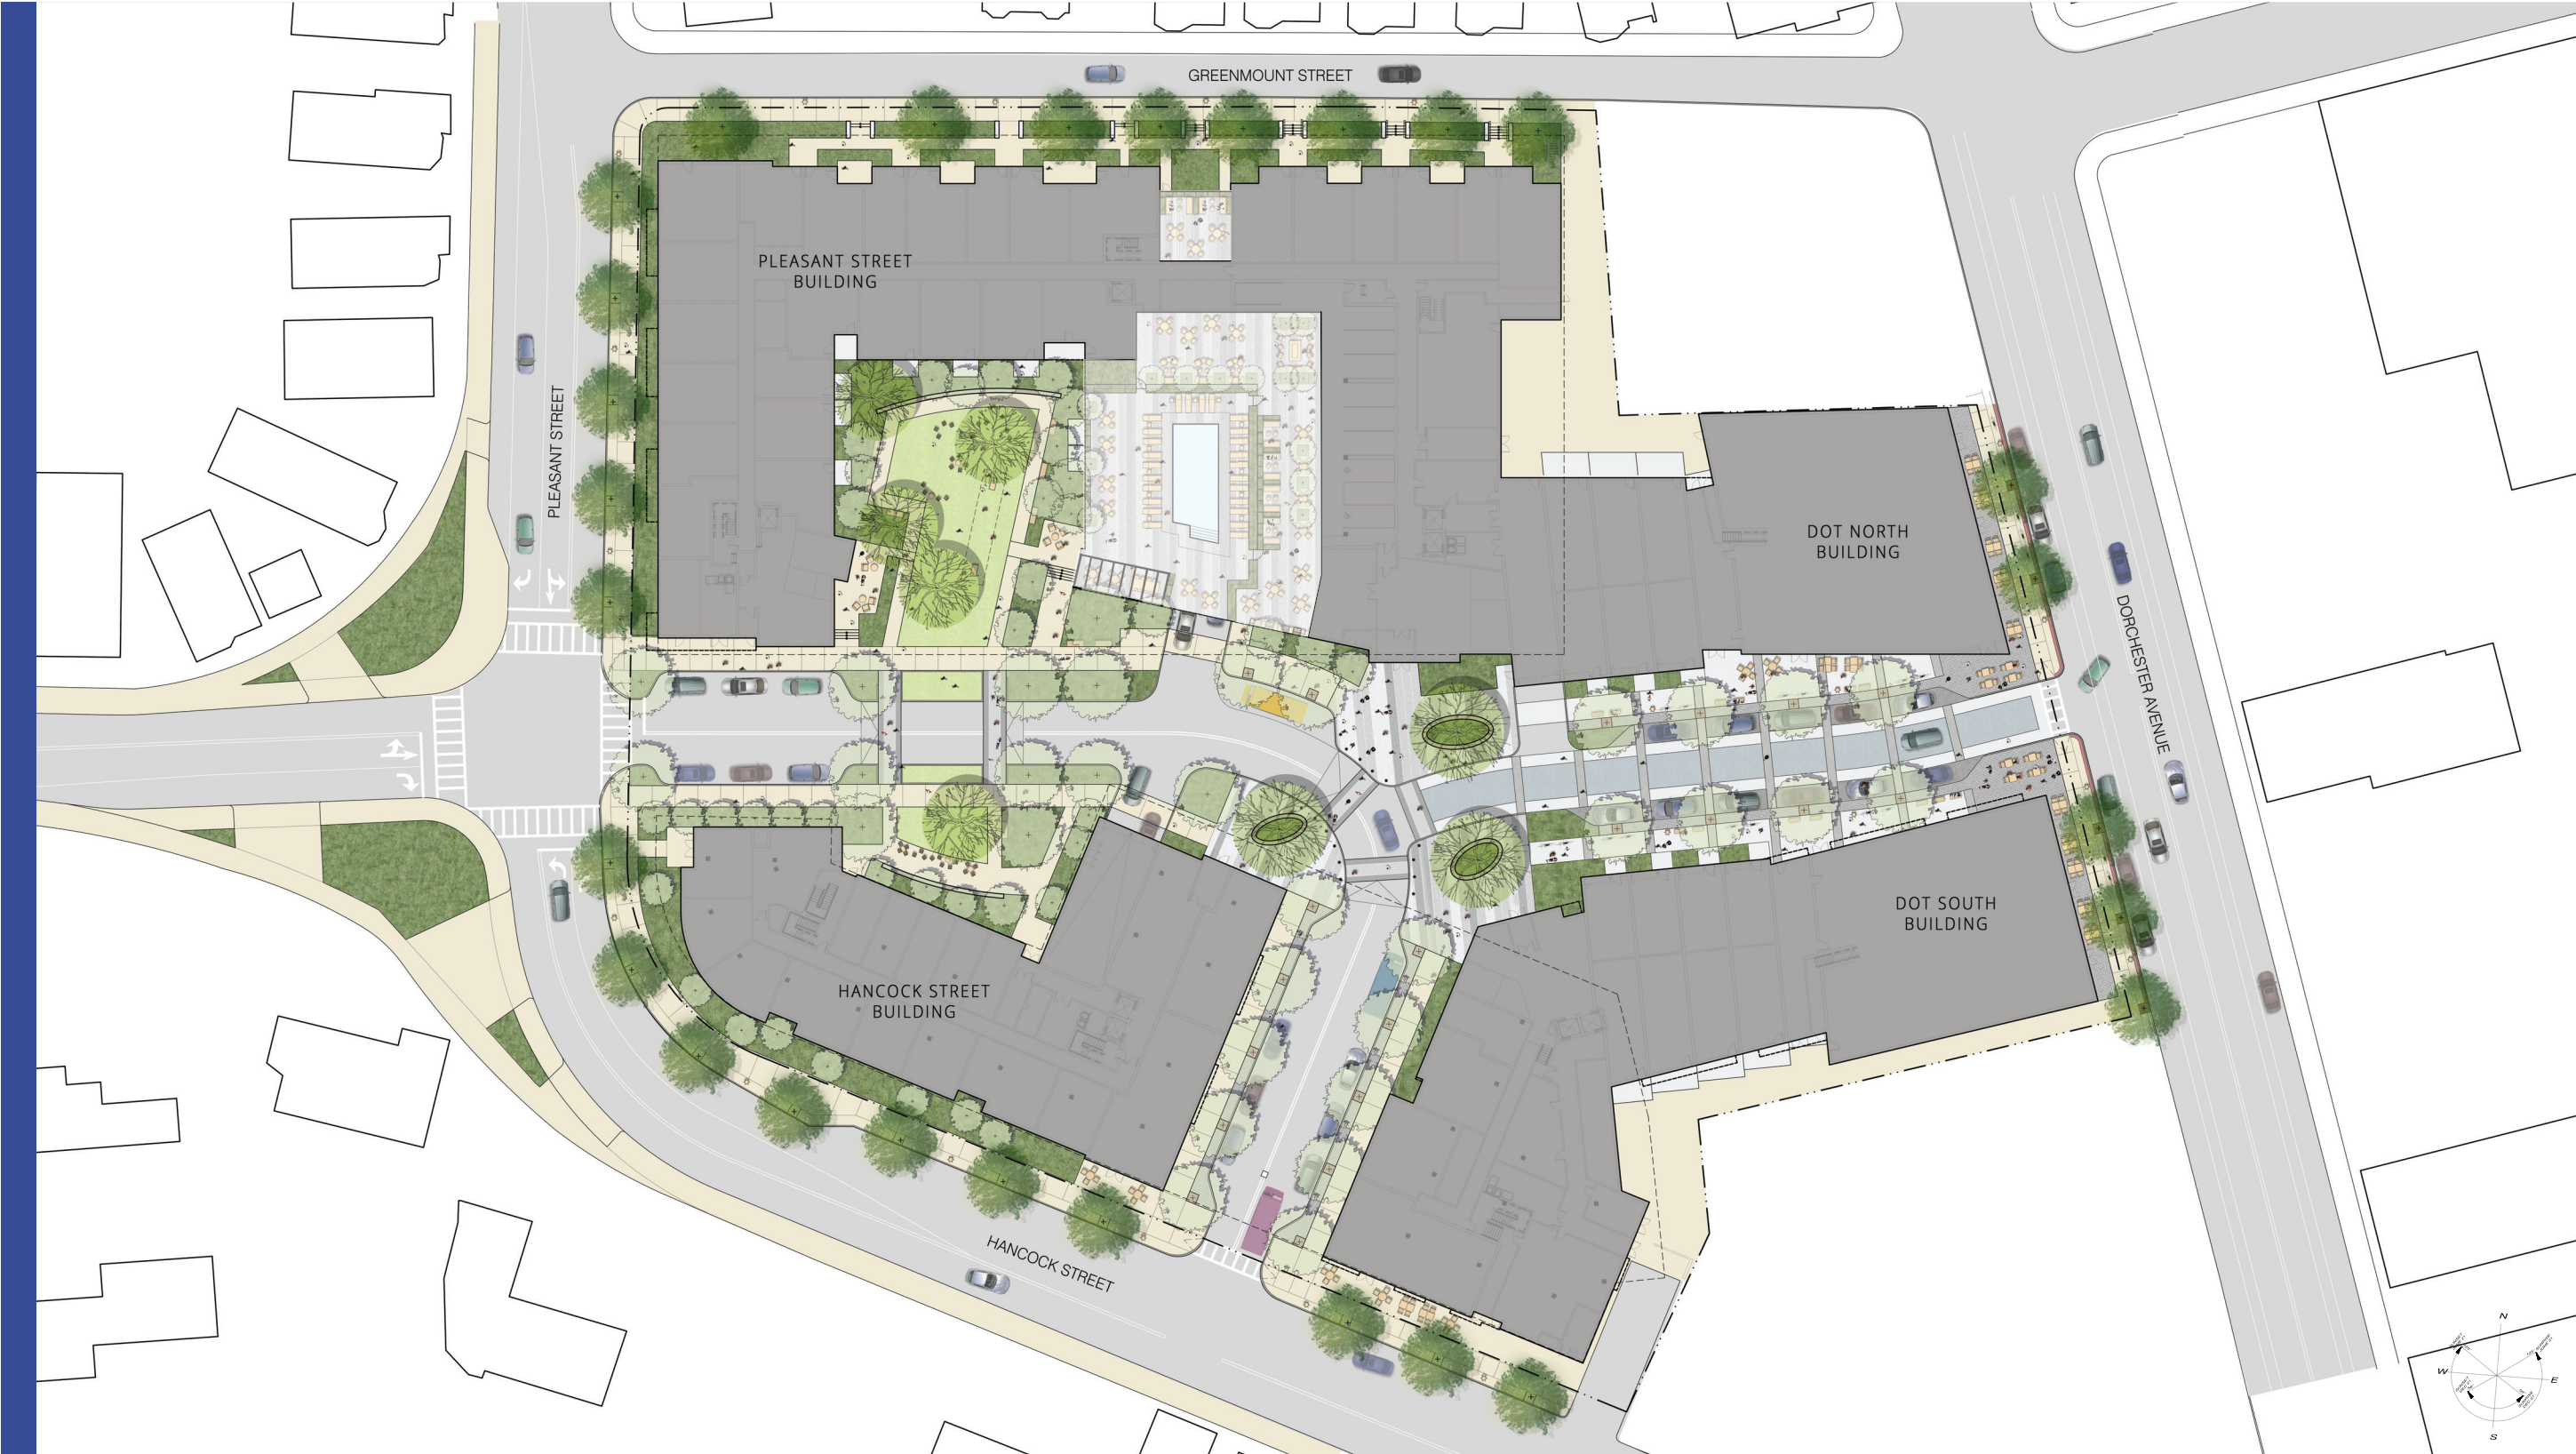 GREENMOUNT STREET
PLEASANT STREET
BUILDING
PLEASANT STREET
DOT NORTH
BUILDING
DORCHESTER AVENUE
DOT SOUTH
BUILDING
HANCOCK STREET
BUILDING
HANCOCK STREET
N
W
E
S